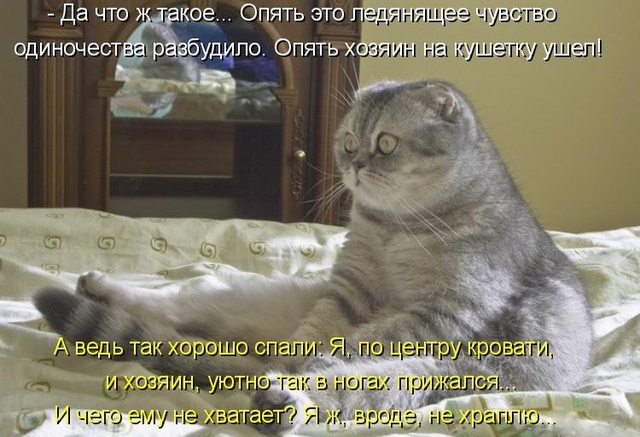 - Да что ж такое... Опять это ледянящее чувство
одиночества разбудило. Опять хозяин на кушетку ушел!
А ведь так хорошо спали: Я, по центру кровати,
и хозяин, уютно так в ногах прижался...
И чего ему не хватает? Я ж, вроде, не храплю...